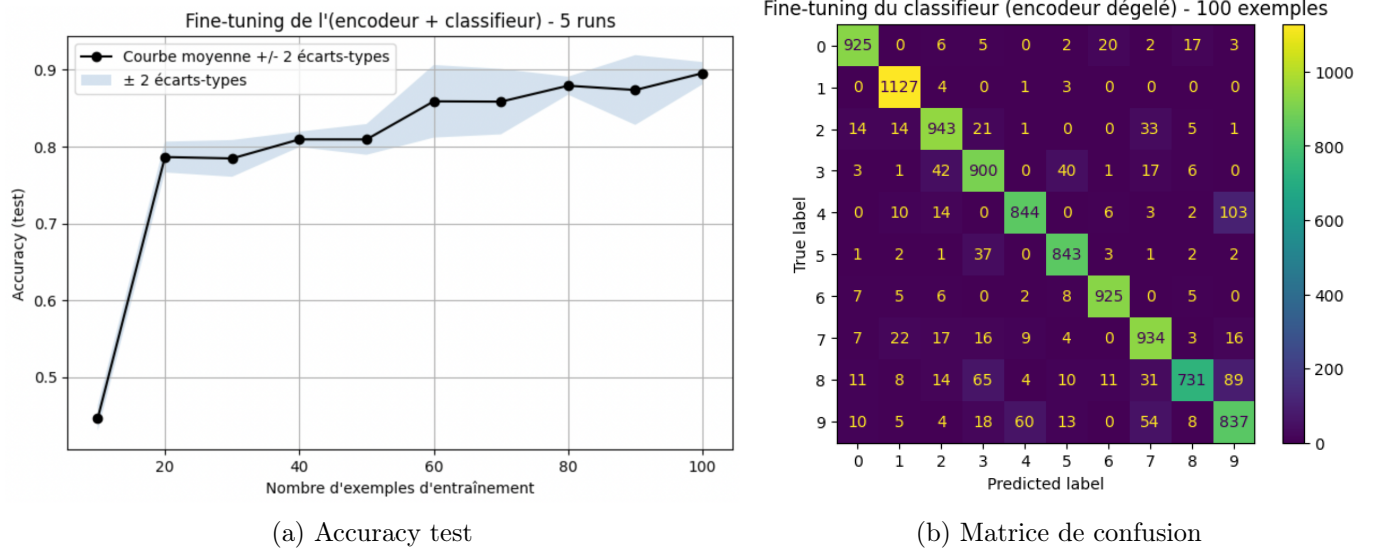 Fine-tuning de l'(encodeur + classifieur) - 5 runs
Courbe moyenne +/- 2 écarts-types
± 2 écarts-types
Accuracy (test)
0.9
0.8
0.7
0.6
0.5
20 40 60 80 100
Nombre d'exemples d'entraînement
(a) Accuracy test
Fine-tuning du classifieur (encodeur dégelé) - 100 exemples
True label
0 925 0 6 5 0 2 20 2 17 3
1 0 1127 4 0 1 3 0 0 0 0
2 14 14 943 21 1 0 0 33 5 1
3 3 1 42 900 0 40 1 17 6 0
4 0 10 14 0 844 0 6 3 2 103
5 1 2 1 37 0 843 3 1 2 2
6 7 5 6 0 2 8 925 0 5 0
7 7 22 17 16 9 4 0 934 3 16
8 11 8 14 65 4 10 11 31 731 89
9 10 5 4 18 60 13 0 54 8 837
0 1 2 3 4 5 6 7 8 9
Predicted label
1000
800
600
400
200
0
(b) Matrice de confusion